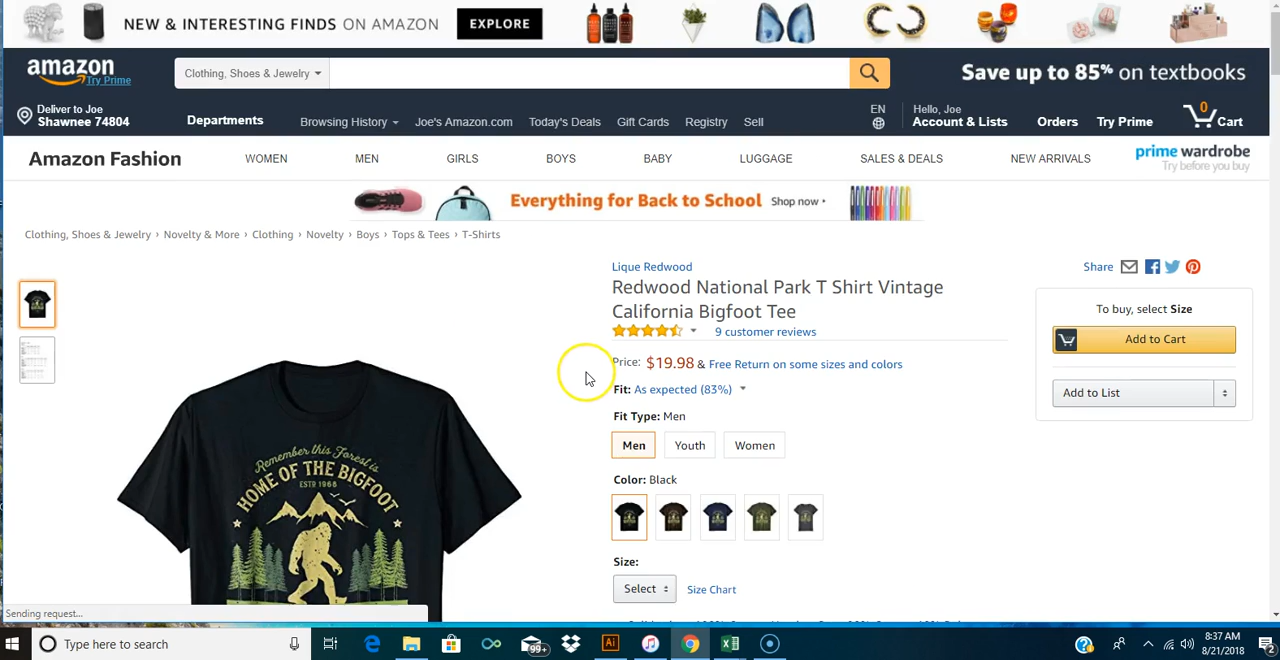 NEW & INTERESTING FINDS ON AMAZON
EXPLORE
amazon
Try Prime
Clothing, Shoes & Jewelry
Save up to 85% on textbooks
Deliver to Joe
Shawnee 74804
Departments
Browsing History
Joe's Amazon.com
Today's Deals
Gift Cards
Registry
Sell
EN
Hello, Joe
Account & Lists
Orders
Try Prime
0
Cart
Amazon Fashion
WOMEN
MEN
GIRLS
BOYS
BABY
LUGGAGE
SALES & DEALS
NEW ARRIVALS
prime wardrobe
Try before you buy
Everything for Back to School Shop now
Clothing, Shoes & Jewelry › Novelty & More › Clothing › Novelty › Boys › Tops & Tees › T-Shirts
Lique Redwood
Redwood National Park T Shirt Vintage
California Bigfoot Tee
9 customer reviews
Price: $19.98 & Free Return on some sizes and colors
Fit: As expected (83%)
Fit Type: Men
Men
Youth
Women
Color: Black
Size:
Select
Size Chart
Share
To buy, select Size
Add to Cart
Add to List
Remember this Forest is
HOME OF THE BIGFOOT
ESTR 1968
Sending request...
Type here to search
99+
Ai
8:37 AM
8/21/2018
2